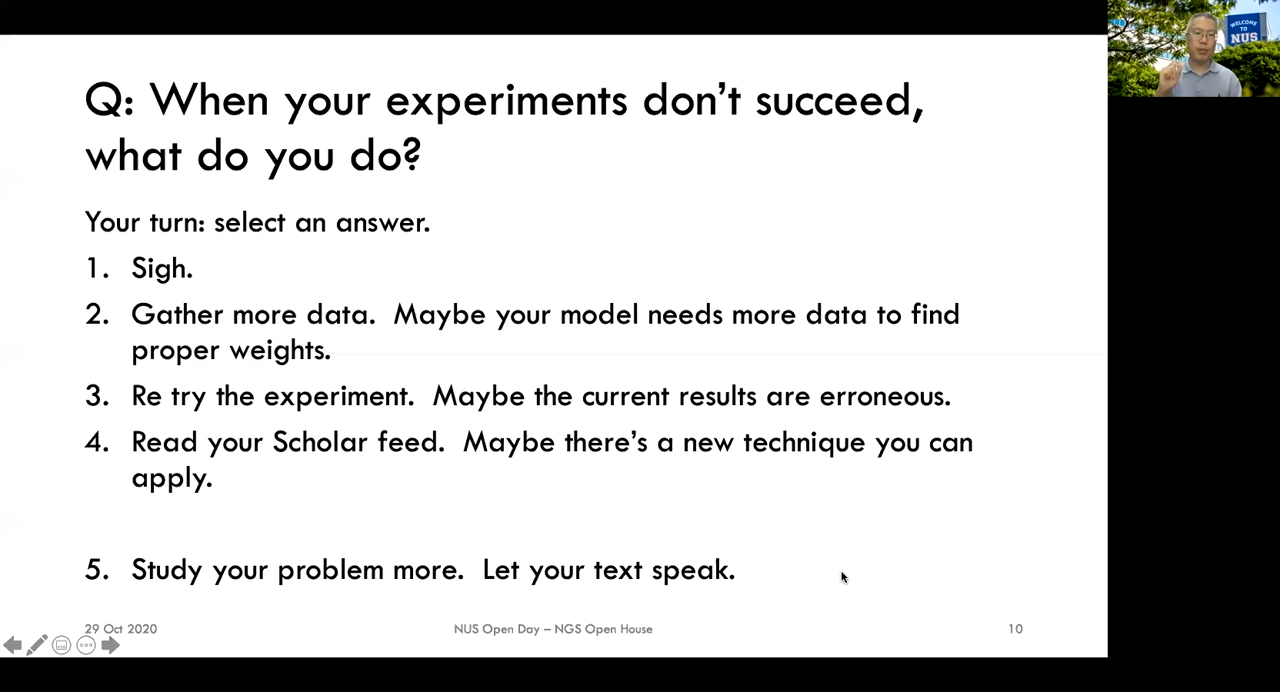 Q: When your experiments don't succeed,
what do you do?
Your turn: select an answer.
1. Sigh.
2. Gather more data. Maybe your model needs more data to find
proper weights.
3. Re try the experiment. Maybe the current results are erroneous.
4. Read your Scholar feed. Maybe there's a new technique you can
apply.
5. Study your problem more. Let your text speak.
29 Oct 2020
NUS Open Day – NGS Open House
10
WELCOME
TO
NUS